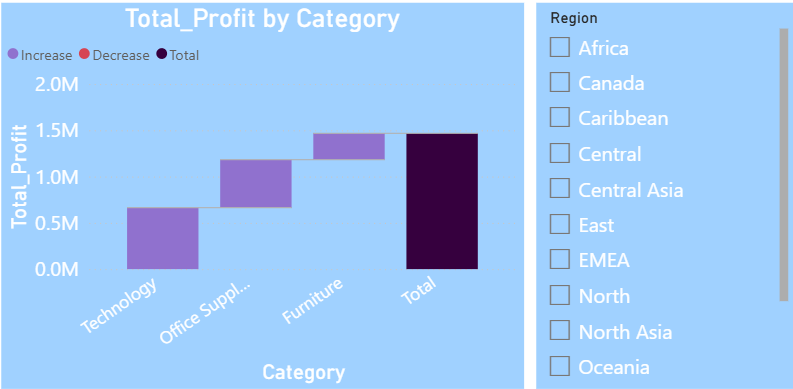 Total_Profit by Category
Increase Decrease Total
Total_Profit
2.0M
1.5M
1.0M
0.5M
0.0M
Technology
Office Suppl...
Furniture
Total
Category
Region
Africa
Canada
Caribbean
Central
Central Asia
East
EMEA
North
North Asia
Oceania